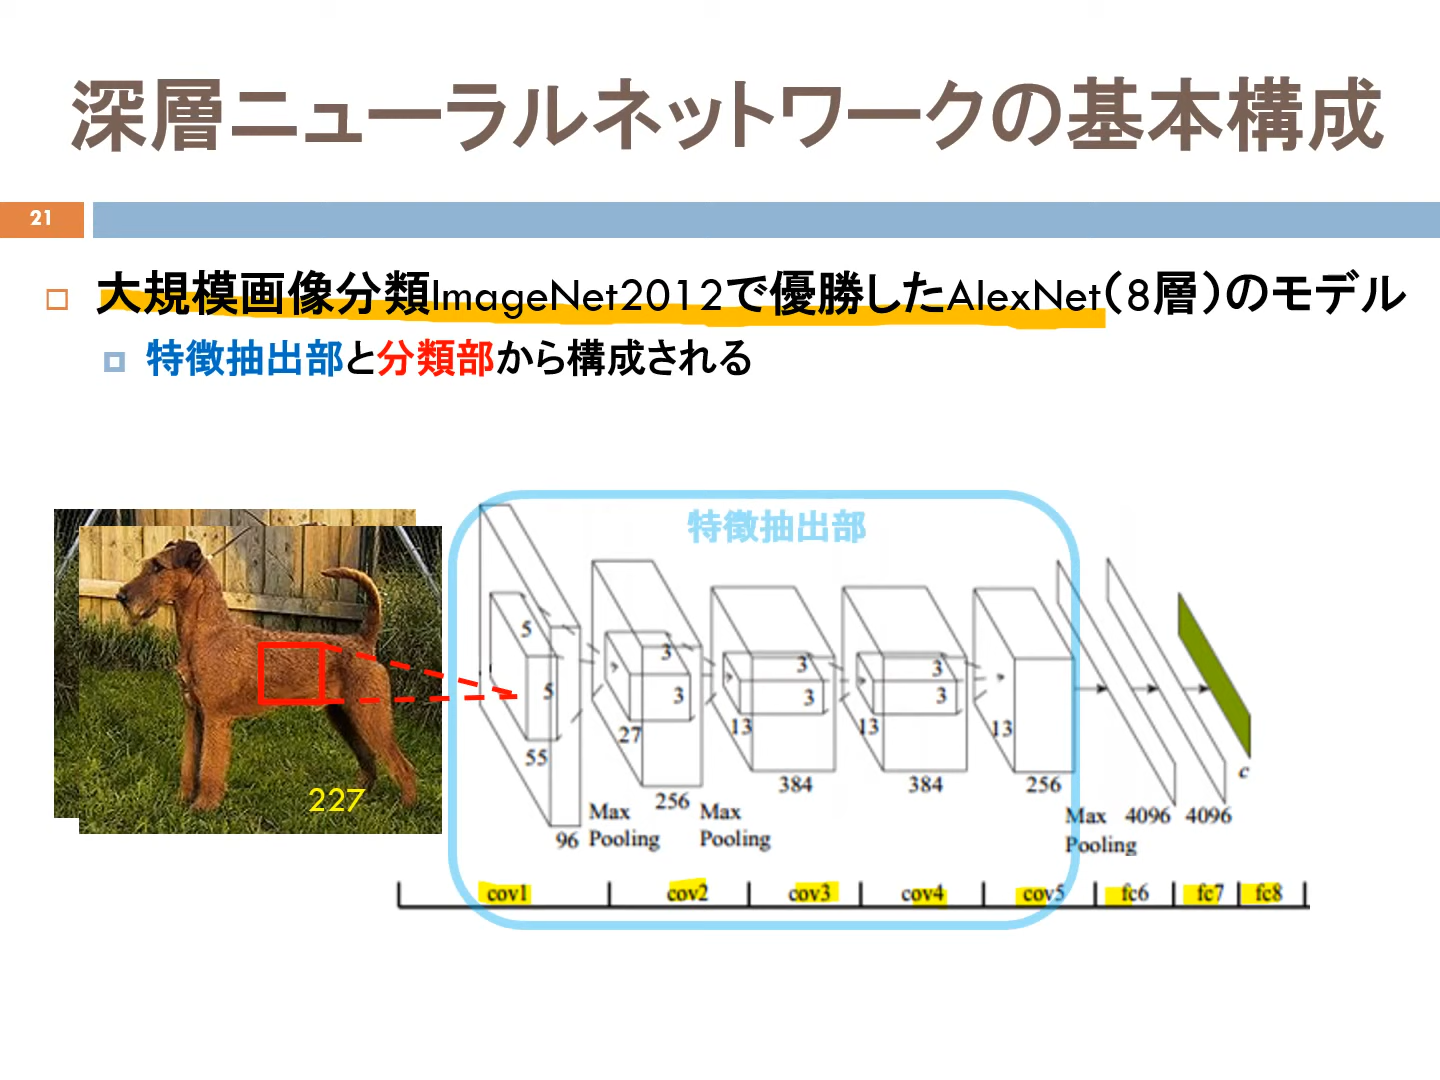 深層ニューラルネットワークの基本構成
21
大規模画像分類ImageNet2012で優勝したAlexNet（8層）のモデル
特徴抽出部と分類部から構成される
特徴抽出部
5
5
55
96
3
3
27
256
Max
Pooling
3
3
13
384
Max
Pooling
3
3
13
384
13
256
Max
Pooling
4096
4096
c
227
cov1 cov2 cov3 cov4 cov5 fc6 fc7 fc8